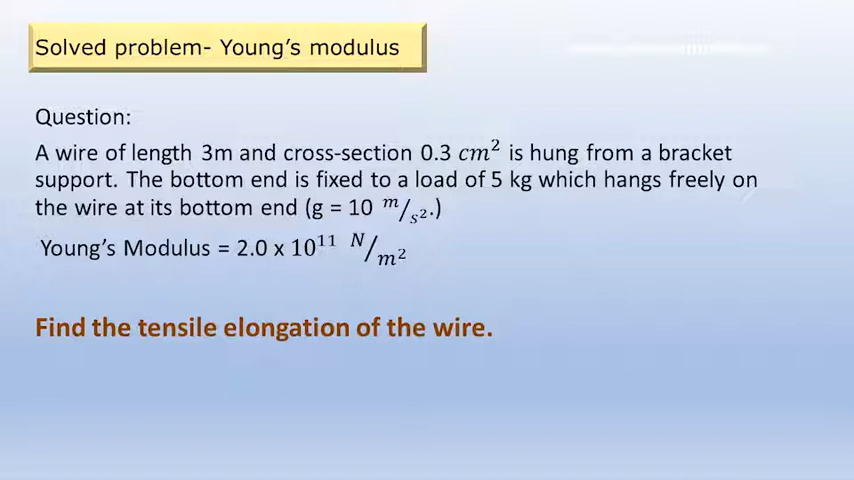 Solved problem- Young's modulus
Question:
A wire of length 3m and cross-section 0.3 cm² is hung from a bracket
support. The bottom end is fixed to a load of 5 kg which hangs freely on
the wire at its bottom end (g = 10 m/s².)
Young's Modulus = 2.0 x 10¹¹ N/m²
Find the tensile elongation of the wire.